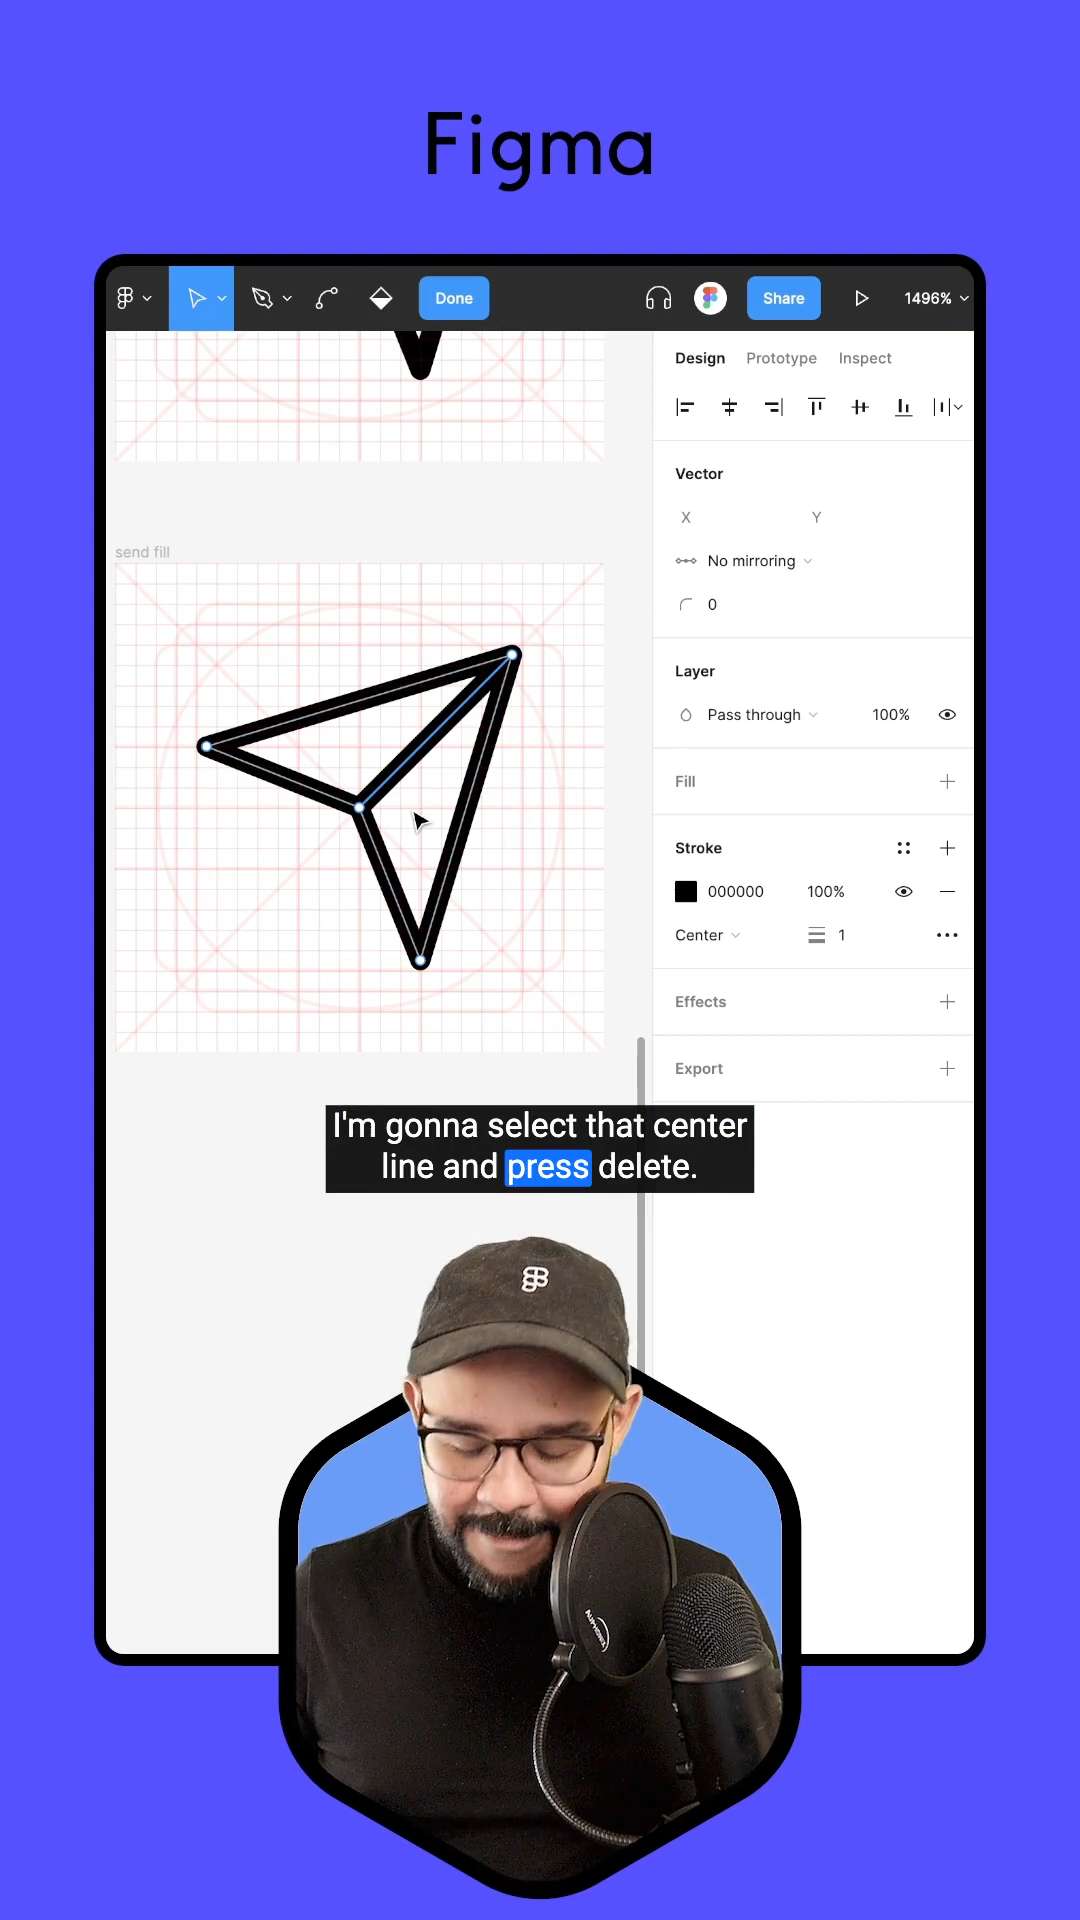 Figma
Done
Share
1496%
Design Prototype Inspect
Vector
X Y
No mirroring
0
Layer
Pass through 100%
Fill
Stroke
000000 100%
Center 1
Effects
Export
send fill
I'm gonna select that center
line and press delete.